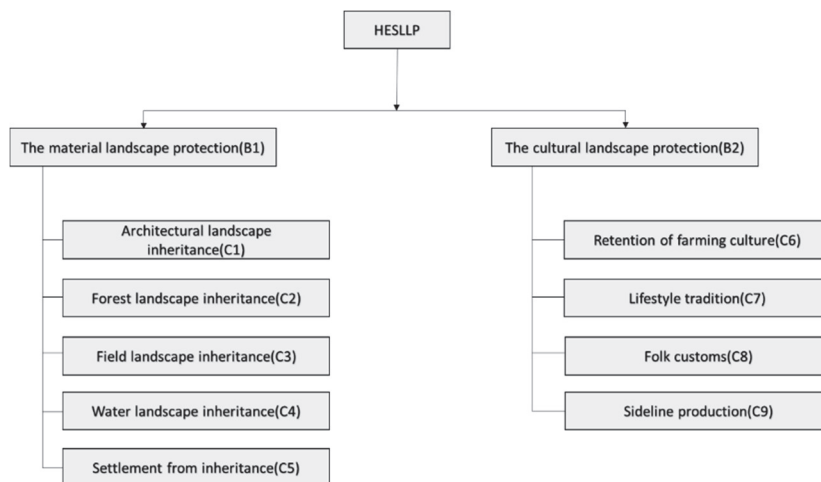 HESLLP
The material landscape protection(B1)
Architectural landscape
inheritance(C1)
Forest landscape inheritance(C2)
Field landscape inheritance(C3)
Water landscape inheritance(C4)
Settlement from inheritance(C5)
The cultural landscape protection(B2)
Retention of farming culture(C6)
Lifestyle tradition(C7)
Folk customs(C8)
Sideline production(C9)